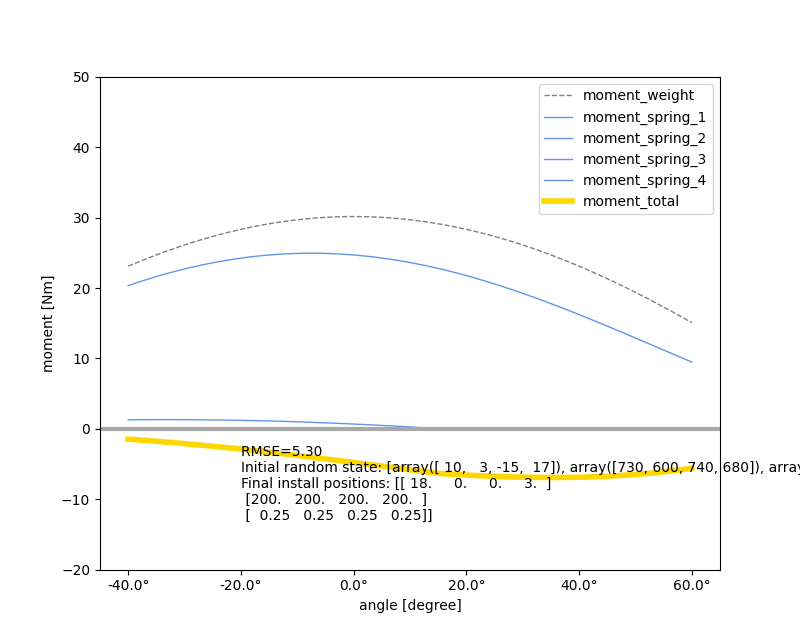 50
40
30
20
10
0
−10
−20
moment [Nm]
moment_weight
moment_spring_1
moment_spring_2
moment_spring_3
moment_spring_4
moment_total
RMSE=5.30
Initial random state: [array([ 10,   3, -15,  17]), array([730, 600, 740, 680]), array
Final install positions: [[ 18.     0.     0.     3.  ]
[200.   200.   200.   200.  ]
[  0.25   0.25   0.25   0.25]]
-40.0° -20.0° 0.0° 20.0° 40.0° 60.0°
angle [degree]